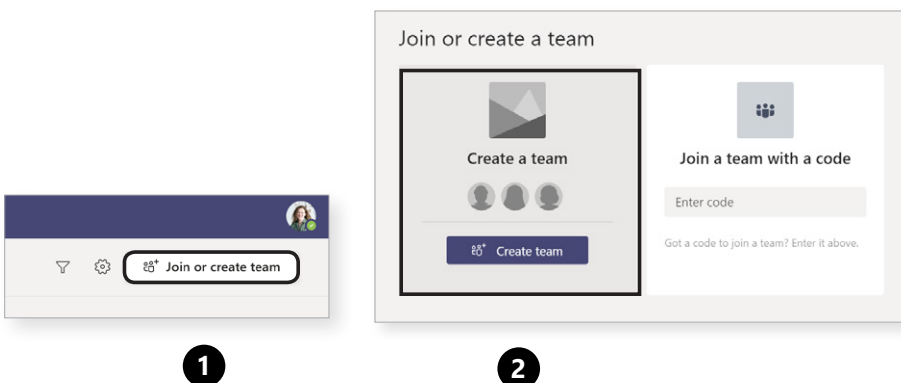 Join or create team
1
Join or create a team
Create a team
Create team
Join a team with a code
Enter code
Got a code to join a team? Enter it above.
2